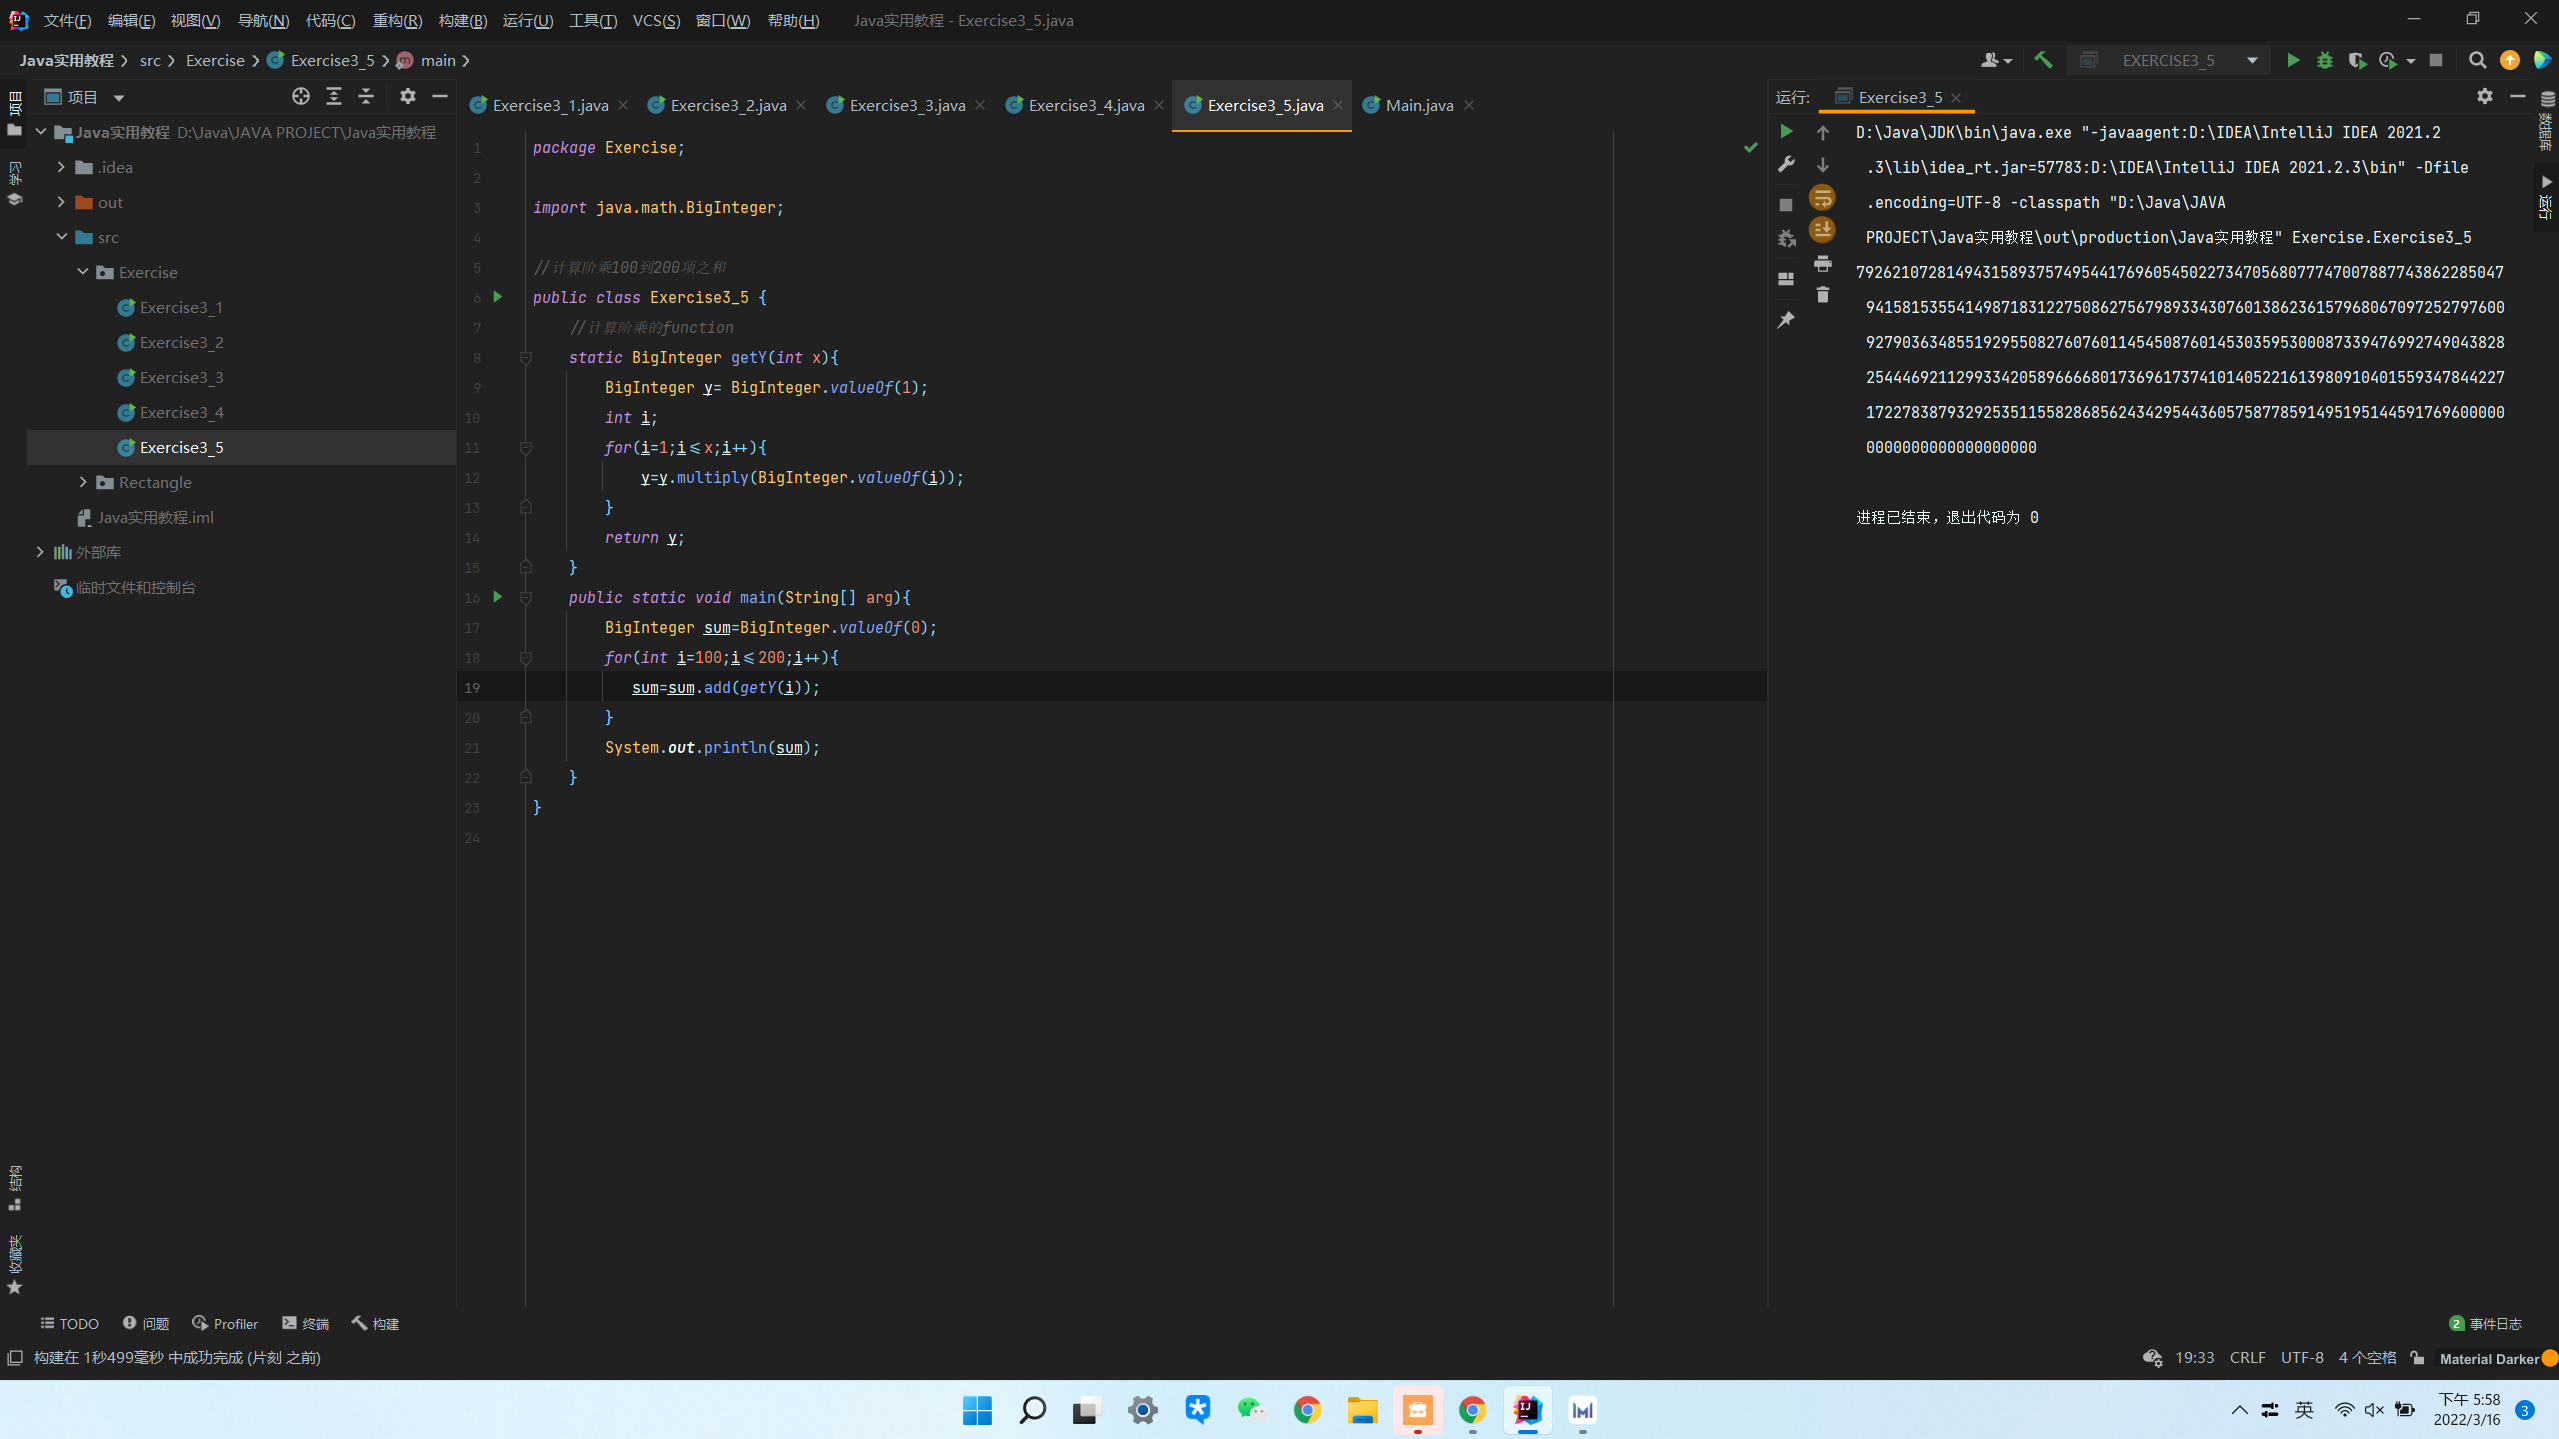 文件(F) 编辑(E) 视图(V) 导航(N) 代码(C) 重构(R) 构建(B) 运行(U) 工具(T) VCS(S) 窗口(W) 帮助(H) Java实用教程 - Exercise3_5.java
Java实用教程 src Exercise Exercise3_5 main EXERCISE3_5
项目
Java实用教程 D:\Java\JAVA PROJECT\Java实用教程
.idea
out
src
Exercise
Exercise3_1
Exercise3_2
Exercise3_3
Exercise3_4
Exercise3_5
Rectangle
Java实用教程.iml
外部库
临时文件和控制台
项目
学习
结构
收藏夹
Exercise3_1.java Exercise3_2.java Exercise3_3.java Exercise3_4.java Exercise3_5.java Main.java
1 package Exercise;
2
3 import java.math.BigInteger;
4
5 //计算阶乘100到200项之和
6 public class Exercise3_5 {
7 //计算阶乘的function
8 static BigInteger getY(int x){
9 BigInteger y= BigInteger.valueOf(1);
10 int i;
11 for(i=1;i<=x;i++){
12 y=y.multiply(BigInteger.valueOf(i));
13 }
14 return y;
15 }
16 public static void main(String[] arg){
17 BigInteger sum=BigInteger.valueOf(0);
18 for(int i=100;i<=200;i++){
19 sum=sum.add(getY(i));
20 }
21 System.out.println(sum);
22 }
23 }
24
运行: Exercise3_5
D:\Java\JDK\bin\java.exe "-javaagent:D:\IDEA\IntelliJ IDEA 2021.2
.3\lib\idea_rt.jar=57783:D:\IDEA\IntelliJ IDEA 2021.2.3\bin" -Dfile
.encoding=UTF-8 -classpath "D:\Java\JAVA
PROJECT\Java实用教程\out\production\Java实用教程" Exercise.Exercise3_5
792621072814943158937574954417696054502273470568077747007887743862285047
94158153554149871831227508627567989334307601386236157968067097252797600
92790363485519295508276076011454508760145303595300087339476992749043828
25444692112993342058966668017369617374101405221613980910401559347844227
17227838793292535115582868562434295443605758778591495195144591769600000
0000000000000000000
进程已结束，退出代码为 0
数据库
运行
TODO 问题 Profiler 终端 构建 2 事件日志
构建在 1秒499毫秒 中成功完成 (片刻 之前) 19:33 CRLF UTF-8 4 个空格 Material Darker
英 下午 5:58
2022/3/16 3